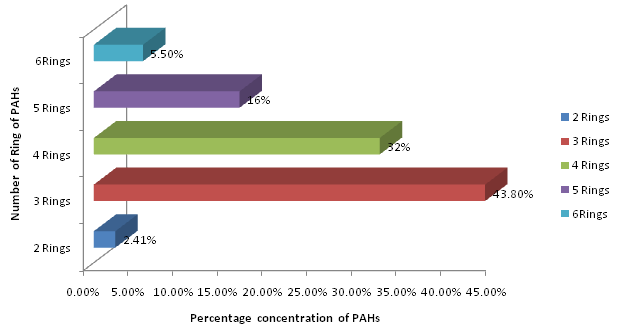 Number of Ring of PAHs
6Rings
5.50%
5 Rings
16%
4 Rings
32%
3 Rings
43.80%
2 Rings
2.41%
0.00% 5.00% 10.00% 15.00% 20.00% 25.00% 30.00% 35.00% 40.00% 45.00%
Percentage concentration of PAHs
2 Rings
3 Rings
4 Rings
5 Rings
6Rings